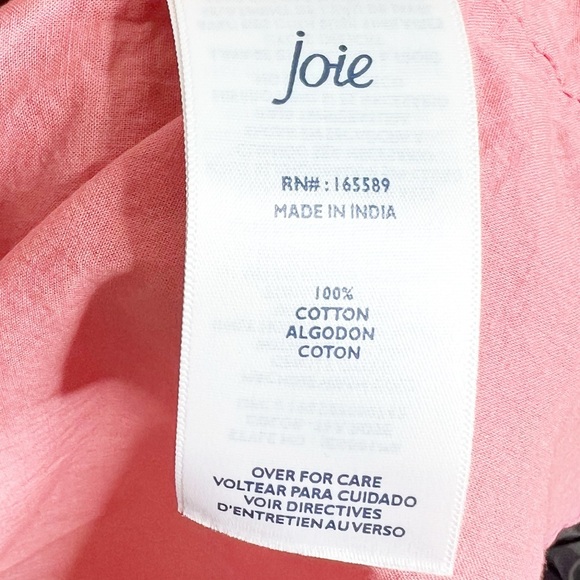 joie
RN#: 165589
MADE IN INDIA
100%
COTTON
ALGODON
COTON
OVER FOR CARE
VOLTEAR PARA CUIDADO
VOIR DIRECTIVES
D'ENTRETIEN AU VERSO